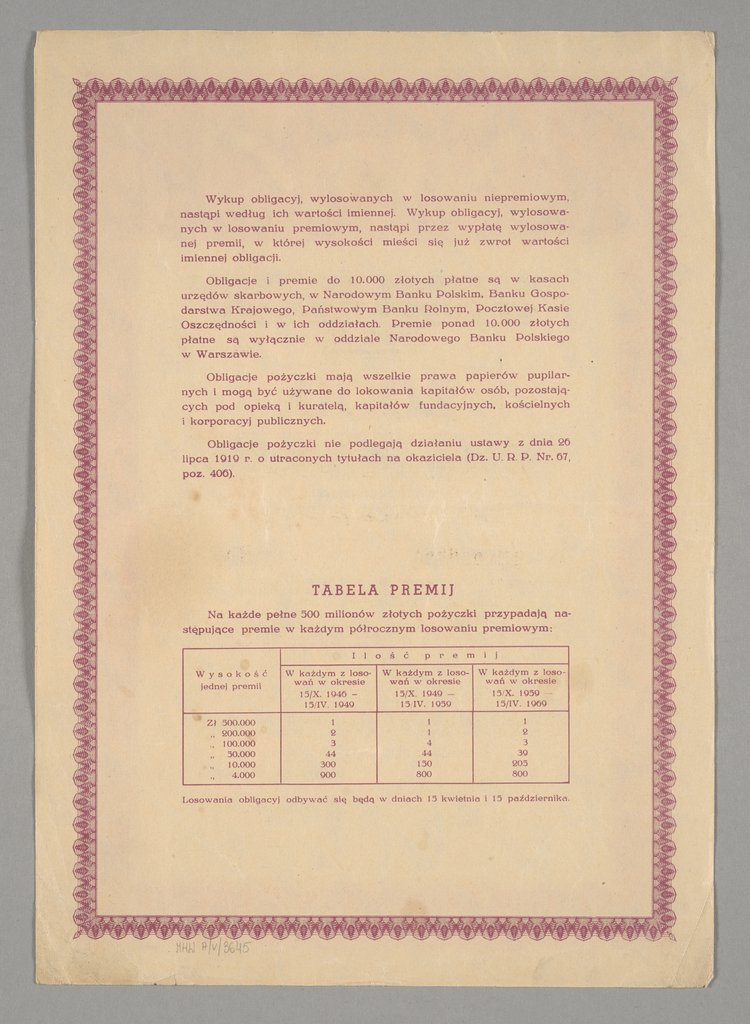 Wykup obligacyj, wylosowanych w losowaniu niepremiowym,
nastąpi według ich wartości imiennej. Wykup obligacyj, wylosowa-
nych w losowaniu premiowym, nastąpi przez wypłatę wylosowa-
nej premii, w której wysokości mieści się już zwrot wartości
imiennej obligacji.
Obligacje i premie do 10.000 złotych płatne są w kasach
urzędów skarbowych, w Narodowym Banku Polskim, Banku Gospo-
darstwa Krajowego, Państwowym Banku Rolnym, Pocztowej Kasie
Oszczędności i w ich oddziałach. Premie ponad 10.000 złotych
płatne są wyłącznie w oddziale Narodowego Banku Polskiego
w Warszawie.
Obligacje pożyczki mają wszelkie prawa papierów pupilar-
nych i mogą być używane do lokowania kapitałów osób, pozostają-
cych pod opieką i kuratelą, kapitałów fundacyjnych, kościelnych
i korporacyj publicznych.
Obligacje pożyczki nie podlegają działaniu ustawy z dnia 26
lipca 1919 r. o utraconych tytułach na okaziciela (Dz. U. R. P. Nr. 67,
poz. 406).
TABELA PREMIJ
Na każde pełne 500 milionów złotych pożyczki przypadają na-
stępujące premie w każdym półrocznym losowaniu premiowym:
Wysokość
jednej premii
Ilość premij
W każdym z loso-
wań w okresie
15/X. 1946 –
15/IV. 1949
W każdym z loso-
wań w okresie
15/X. 1949 –
15/IV. 1959
W każdym z loso-
wań w okresie
15/X. 1959 –
15/IV. 1969
Zł 500.000 1 1 1
„ 200.000 2 1 2
„ 100.000 3 4 3
„ 50.000 44 44 39
„ 10.000 300 150 205
„ 4.000 900 800 800
Losowania obligacyj odbywać się będą w dniach 15 kwietnia i 15 października.
MHW A/V/3645